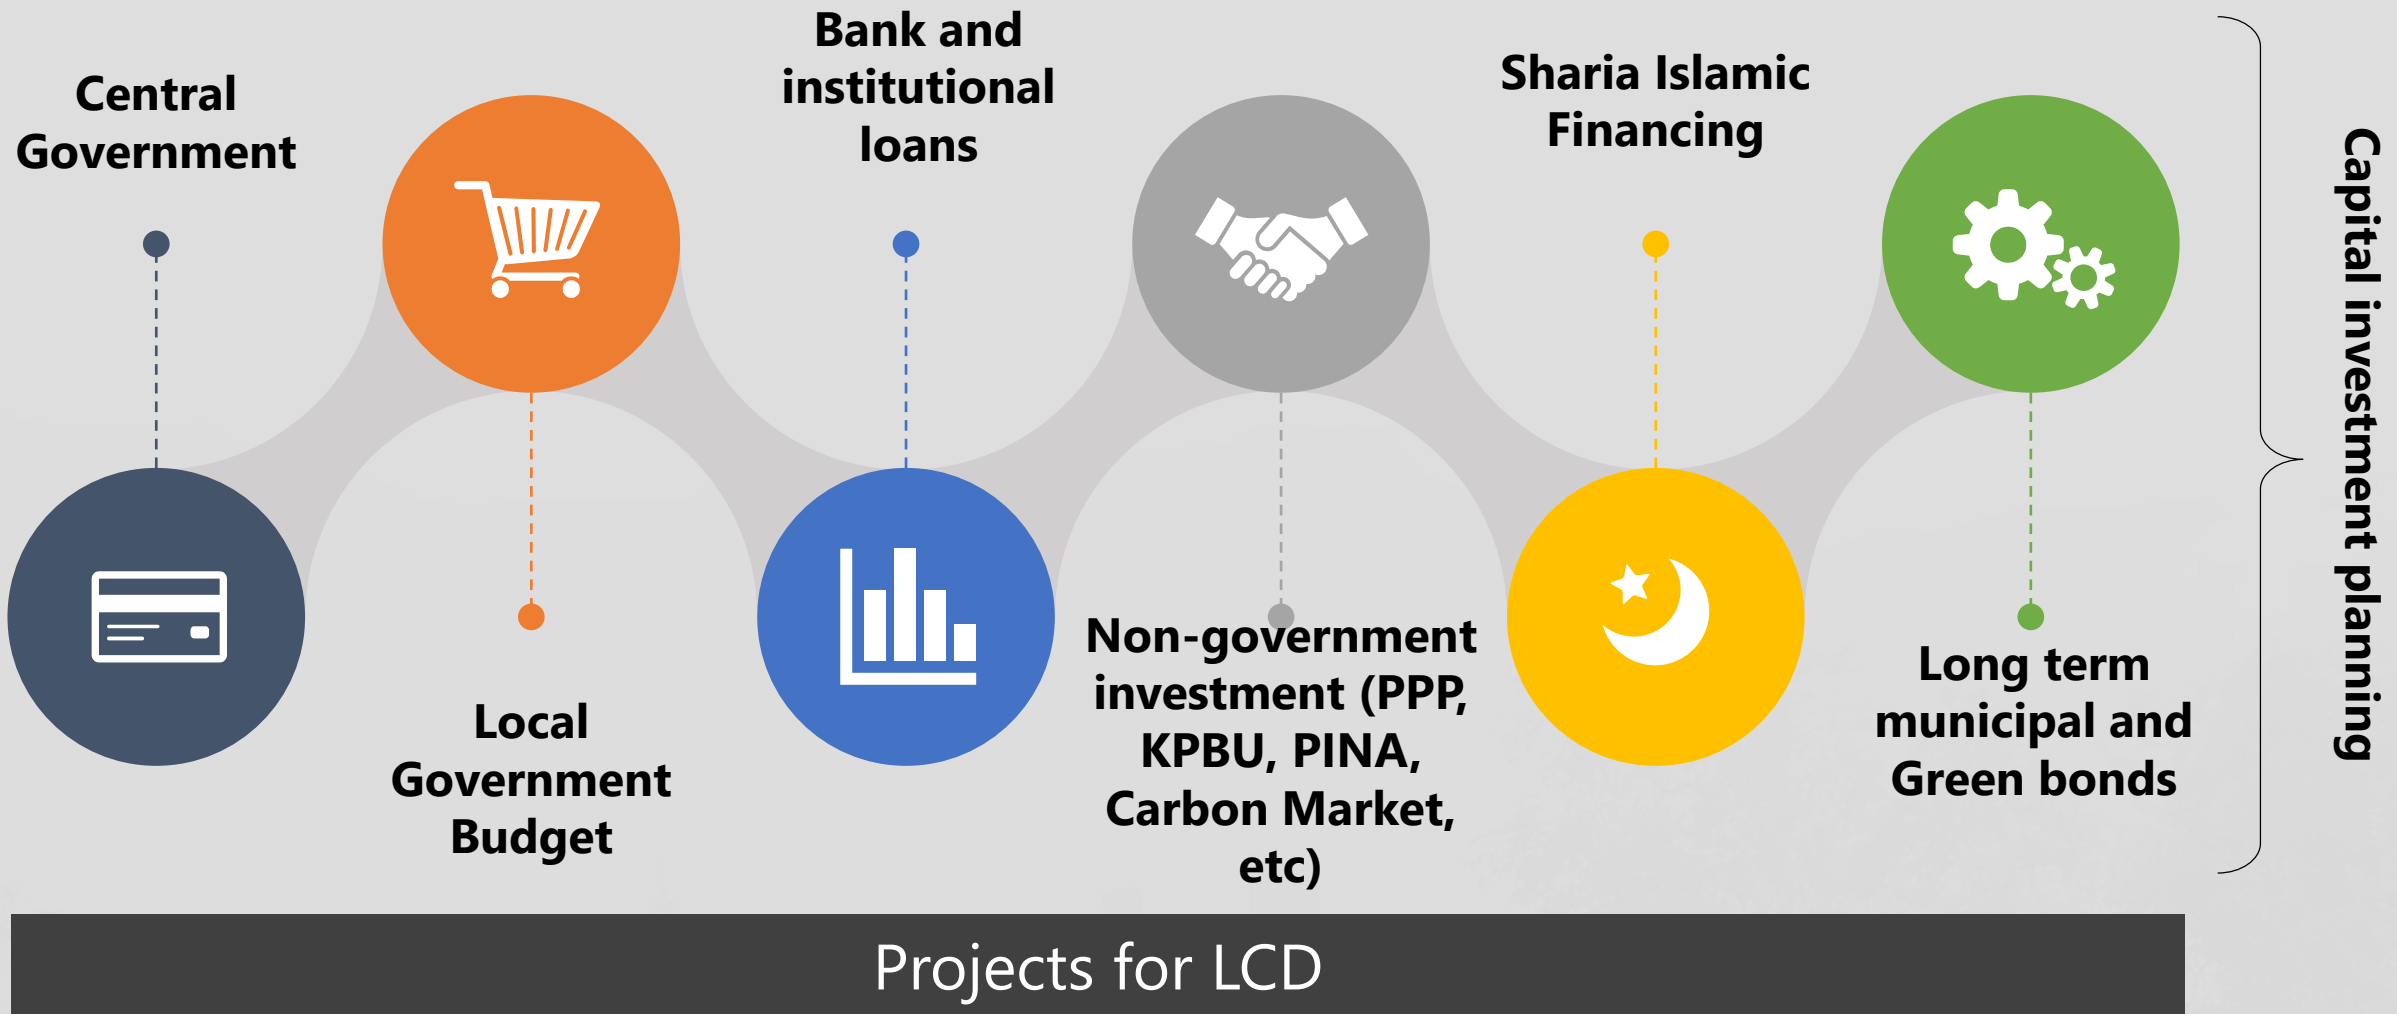 Central
Government
Local
Government
Budget
Bank and
institutional
loans
Non-government
investment (PPP,
KPBU, PINA,
Carbon Market,
etc)
Sharia Islamic
Financing
Long term
municipal and
Green bonds
Capital investment planning
Projects for LCD